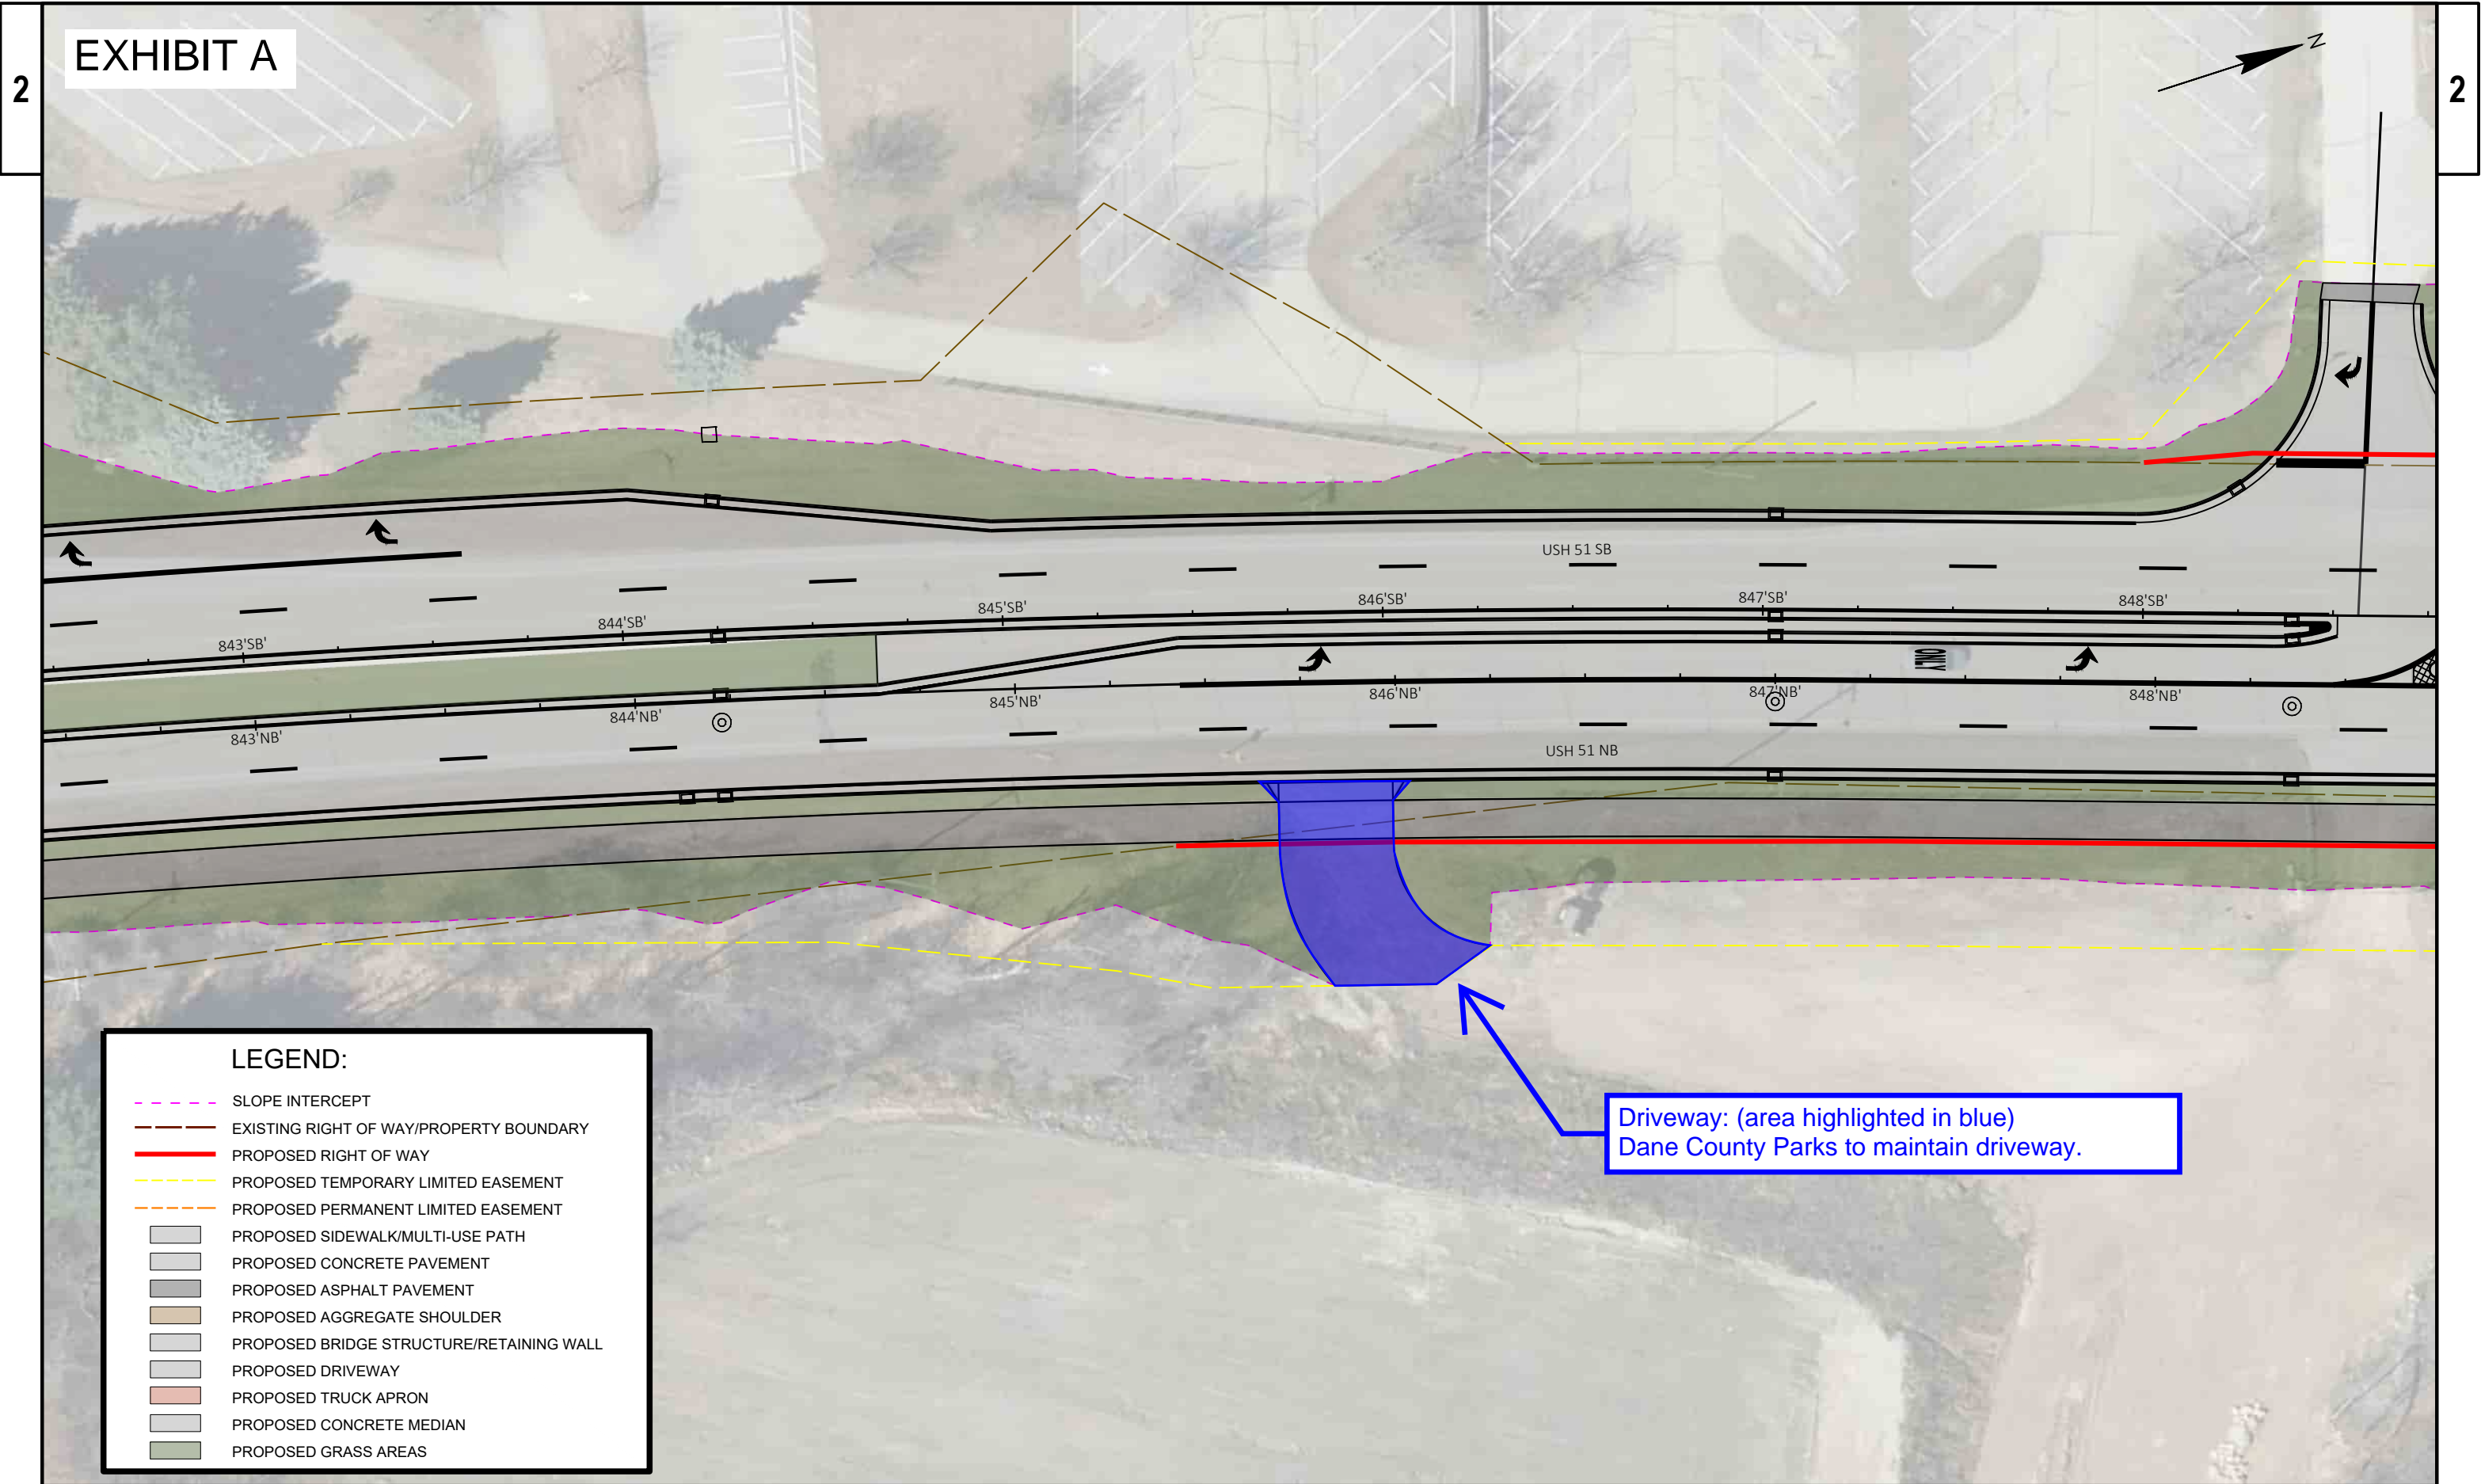 EXHIBIT A
2
2
N
USH 51 SB
843'SB'
844'SB'
845'SB'
846'SB'
847'SB'
848'SB'
ONLY
843'NB'
844'NB'
845'NB'
846'NB'
847'NB'
848'NB'
USH 51 NB
LEGEND:
SLOPE INTERCEPT
EXISTING RIGHT OF WAY/PROPERTY BOUNDARY
PROPOSED RIGHT OF WAY
PROPOSED TEMPORARY LIMITED EASEMENT
PROPOSED PERMANENT LIMITED EASEMENT
PROPOSED SIDEWALK/MULTI-USE PATH
PROPOSED CONCRETE PAVEMENT
PROPOSED ASPHALT PAVEMENT
PROPOSED AGGREGATE SHOULDER
PROPOSED BRIDGE STRUCTURE/RETAINING WALL
PROPOSED DRIVEWAY
PROPOSED TRUCK APRON
PROPOSED CONCRETE MEDIAN
PROPOSED GRASS AREAS
Driveway: (area highlighted in blue)
Dane County Parks to maintain driveway.